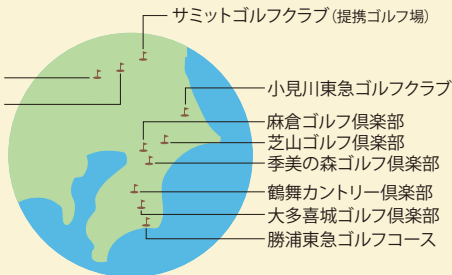 サミットゴルフクラブ(提携ゴルフ場)
小見川東急ゴルフクラブ
麻倉ゴルフ倶楽部
芝山ゴルフ倶楽部
季美の森ゴルフ倶楽部
鶴舞カントリー倶楽部
大多喜城ゴルフ倶楽部
勝浦東急ゴルフコース